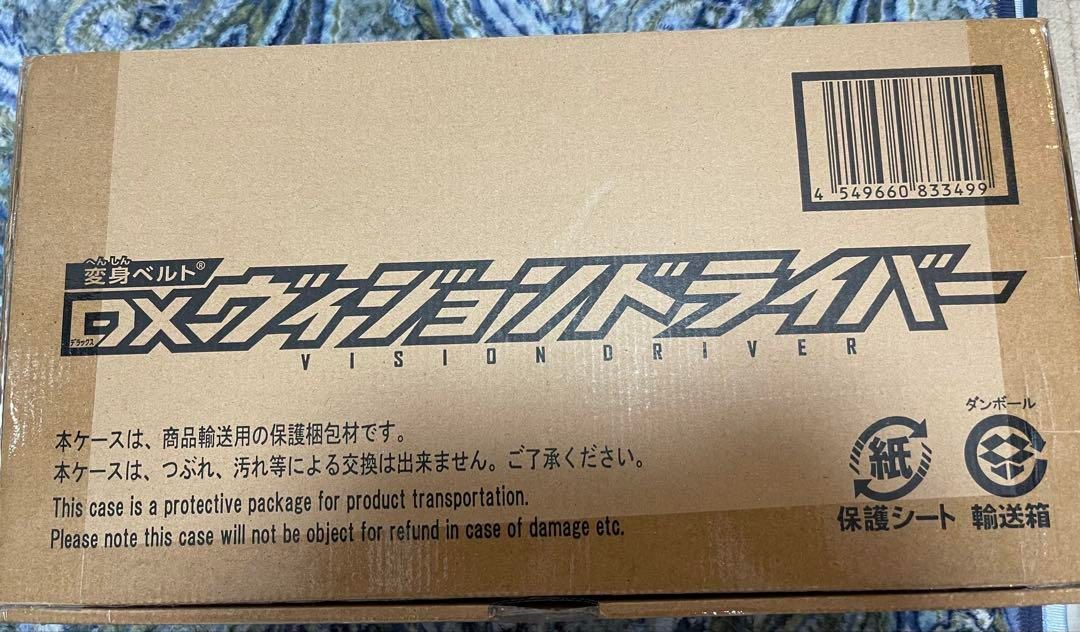 4 549660 833499
へんしん
変身ベルト®
DXヴィジョンドライバー
デラックス
VISION DRIVER
本ケースは、商品輸送用の保護梱包材です。
本ケースは、つぶれ、汚れ等による交換は出来ません。ご了承ください。
This case is a protective package for product transportation.
Please note this case will not be object for refund in case of damage etc.
紙
保護シート
ダンボール
輸送箱